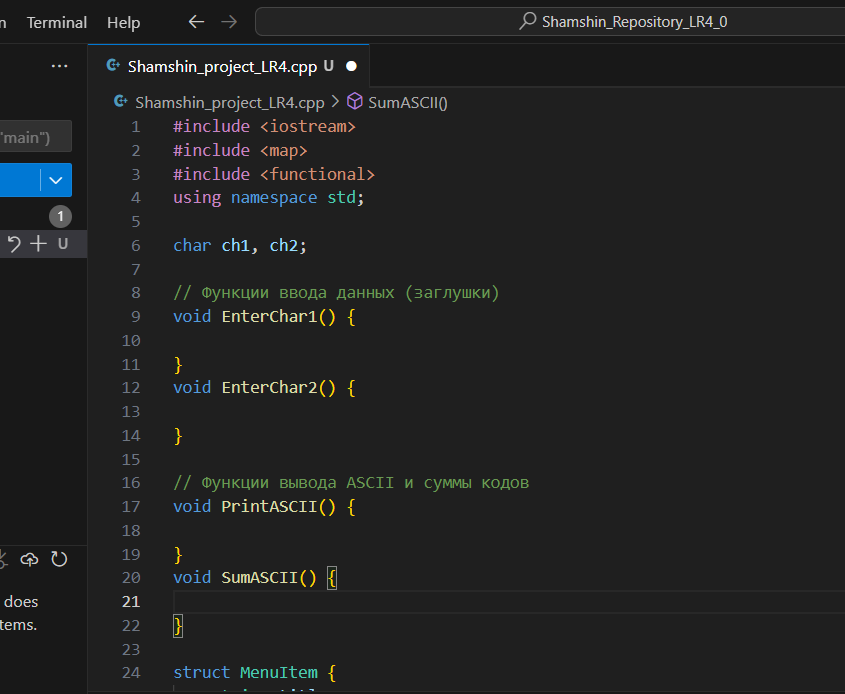 Terminal Help Shamshin_Repository_LR4_0
Shamshin_project_LR4.cpp U
Shamshin_project_LR4.cpp > SumASCII()
"main")
1
U
does
tems.
1 #include <iostream>
2 #include <map>
3 #include <functional>
4 using namespace std;
5
6 char ch1, ch2;
7
8 // Функции ввода данных (заглушки)
9 void EnterChar1() {
10
11 }
12 void EnterChar2() {
13
14 }
15
16 // Функции вывода ASCII и суммы кодов
17 void PrintASCII() {
18
19 }
20 void SumASCII() {
21
22 }
23
24 struct MenuItem {